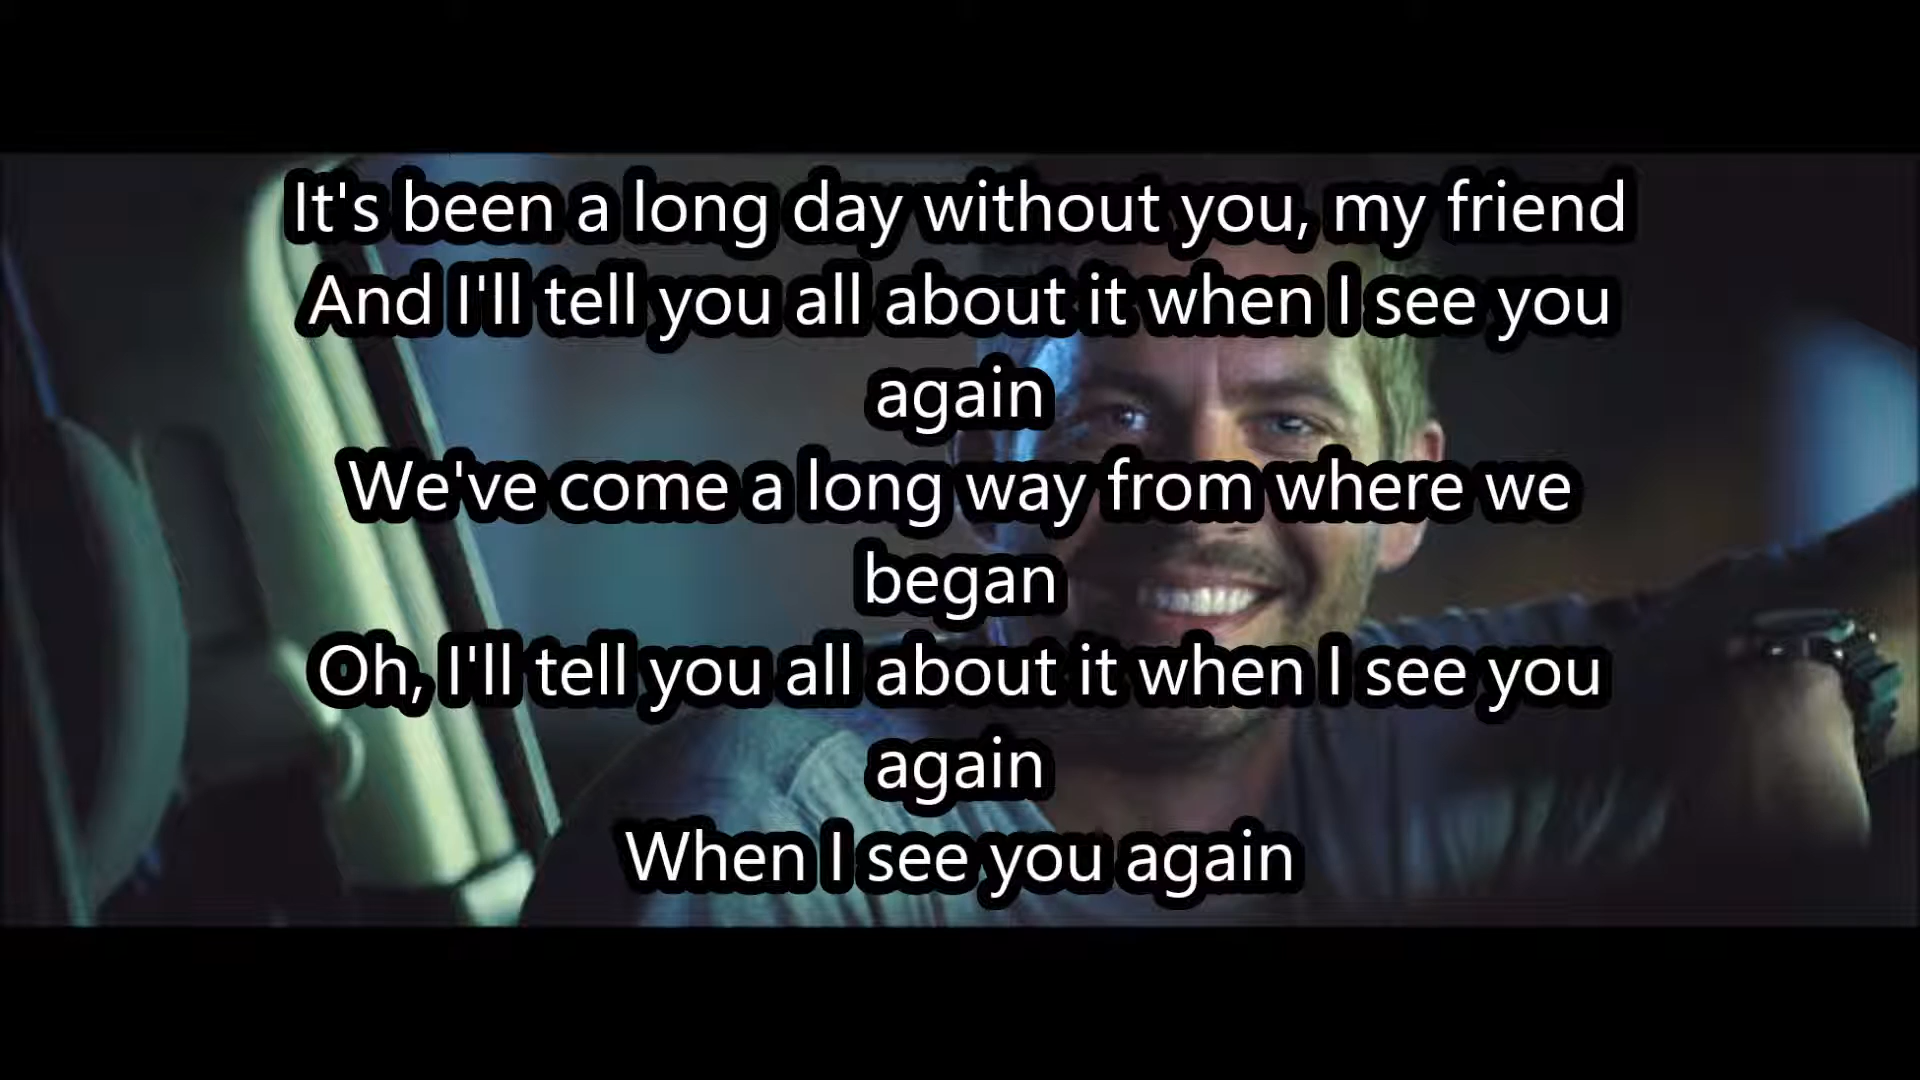 It's been a long day without you, my friend
And I'll tell you all about it when I see you
again
We've come a long way from where we
began
Oh, I'll tell you all about it when I see you
again
When I see you again